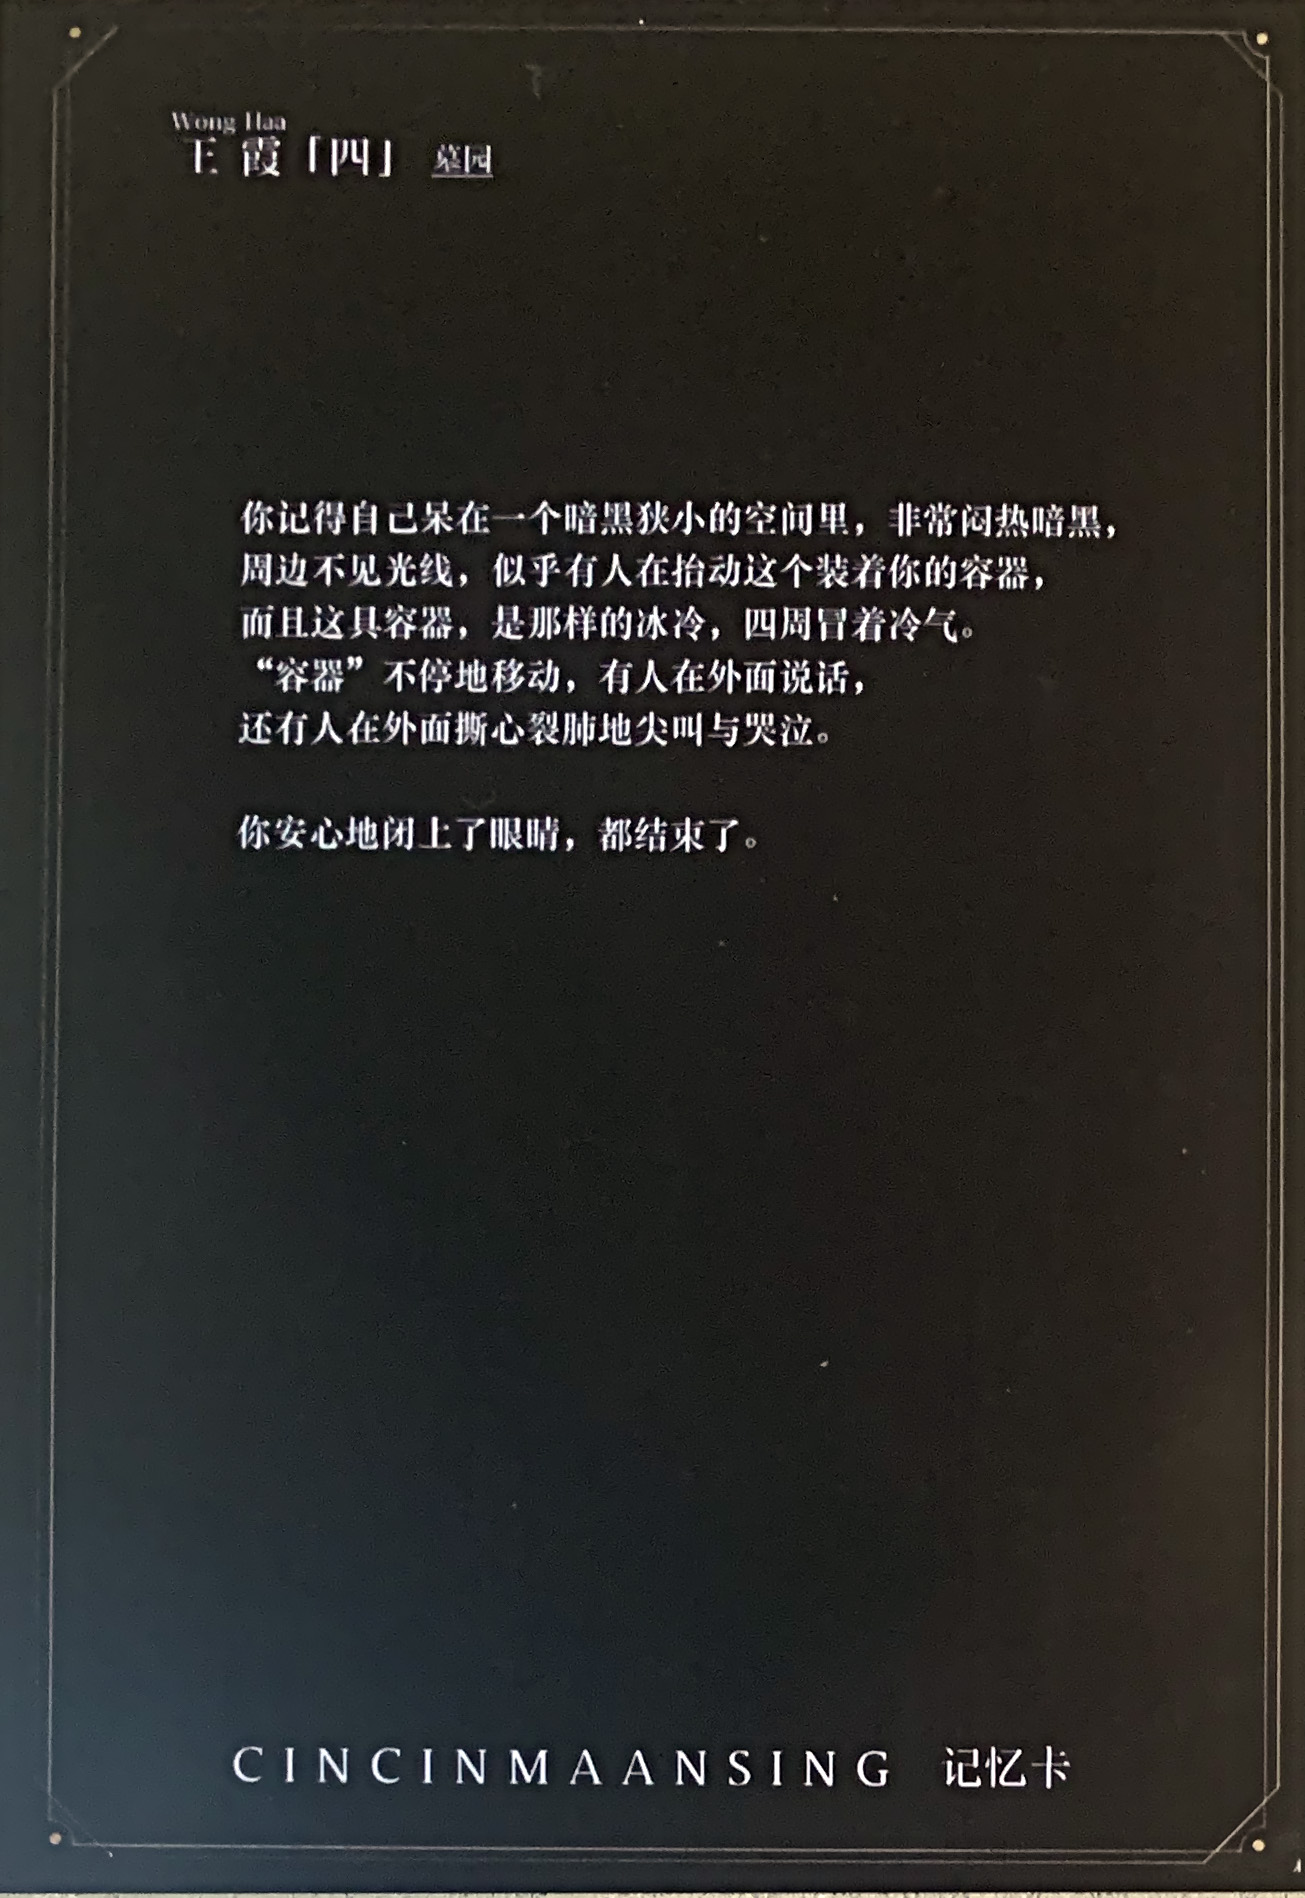 Wong Haa
王 霞「四」 墓园
你记得自己呆在一个暗黑狭小的空间里，非常闷热暗黑，
周边不见光线，似乎有人在抬动这个装着你的容器，
而且这具容器，是那样的冰冷，四周冒着冷气。
“容器”不停地移动，有人在外面说话，
还有人在外面撕心裂肺地尖叫与哭泣。
你安心地闭上了眼睛，都结束了。
CINCINMAANSING 记忆卡